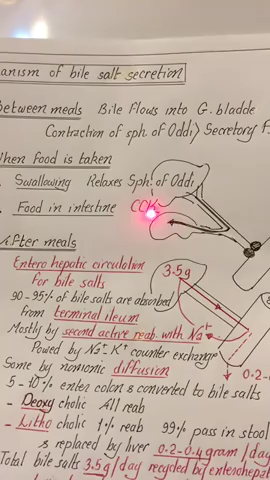 anism of bile salt secretion
between meals Bile flows into G.bladde
Contraction of sph. of Oddi > Secretory
When Food is taken
Swallowing Relaxes Sph. of Oddi
Food in intestine CCK
After meals
Entero hepatic circulation
for bile salts
3.5g
90-95% of bile salts are absorbed
from terminal ileum
Mostly by second active reab. with Na+
Powed by Na+-K+ counter exchange
Some by nonionic diffusion
0.2-
5-10% enter colon & converted to bile salts
- Deoxy cholic All reab
- Litho cholic 1% reab 99% pass in stool
& replaced by liver 0.2-0.4gram/day
Total bile salts 3.5g/day recycled by enterohepat